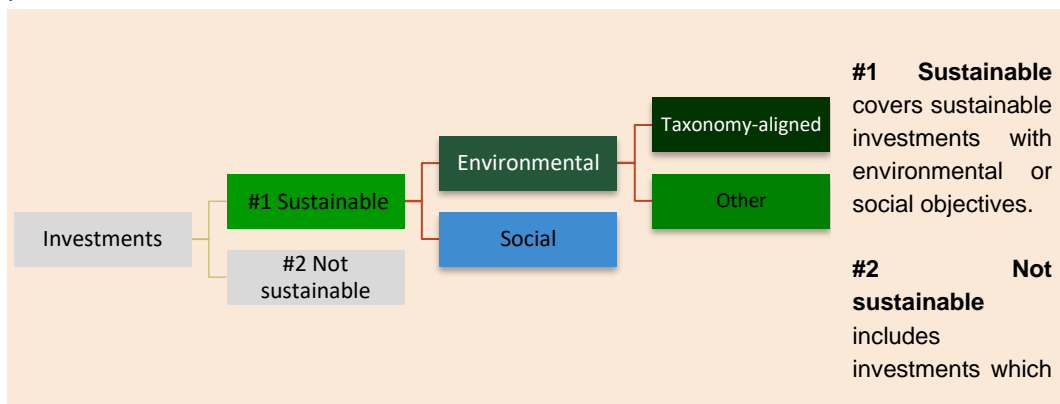 Investments
#1 Sustainable
#2 Not
sustainable
Environmental
Social
Taxonomy-aligned
Other
#1 Sustainable
covers sustainable
investments with
environmental or
social objectives.
#2 Not
sustainable
includes
investments which